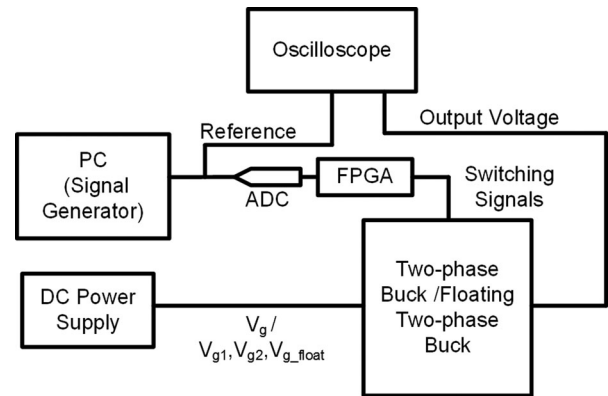 Oscilloscope
Reference
Output Voltage
PC
(Signal
Generator)
ADC
FPGA
Switching
Signals
DC Power
Supply
Vg /
Vg1,Vg2,Vg_float
Two-phase
Buck /Floating
Two-phase
Buck